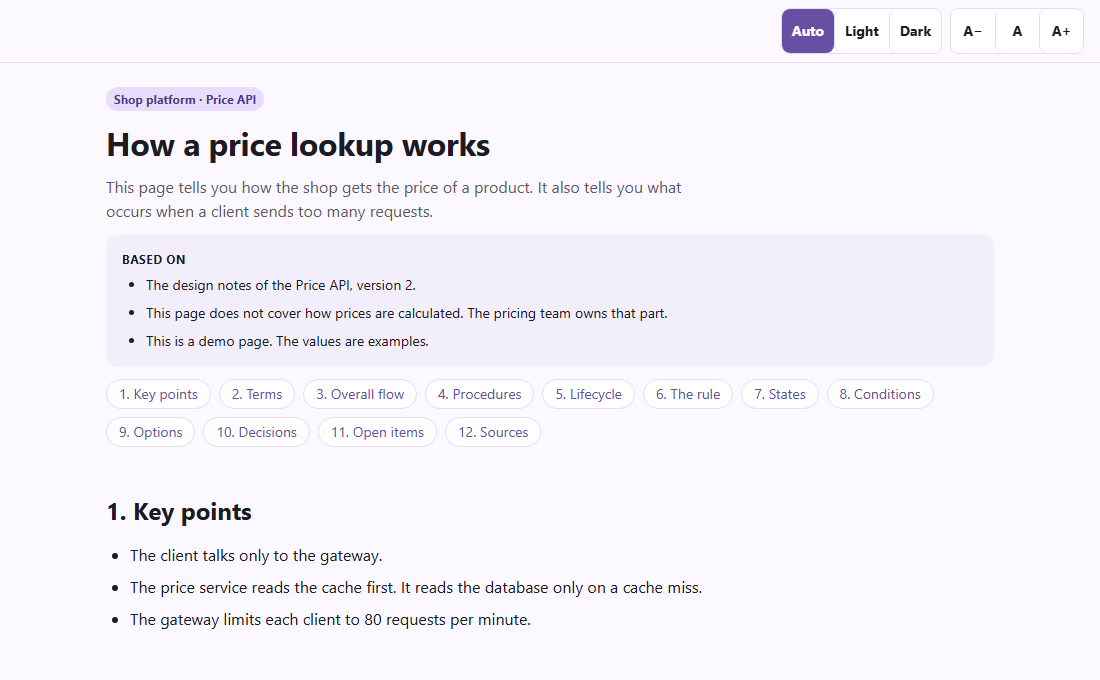 Auto Light Dark A− A A+
Shop platform · Price API
How a price lookup works
This page tells you how the shop gets the price of a product. It also tells you what
occurs when a client sends too many requests.
BASED ON
• The design notes of the Price API, version 2.
• This page does not cover how prices are calculated. The pricing team owns that part.
• This is a demo page. The values are examples.
1. Key points 2. Terms 3. Overall flow 4. Procedures 5. Lifecycle 6. The rule 7. States 8. Conditions
9. Options 10. Decisions 11. Open items 12. Sources
1. Key points
• The client talks only to the gateway.
• The price service reads the cache first. It reads the database only on a cache miss.
• The gateway limits each client to 80 requests per minute.